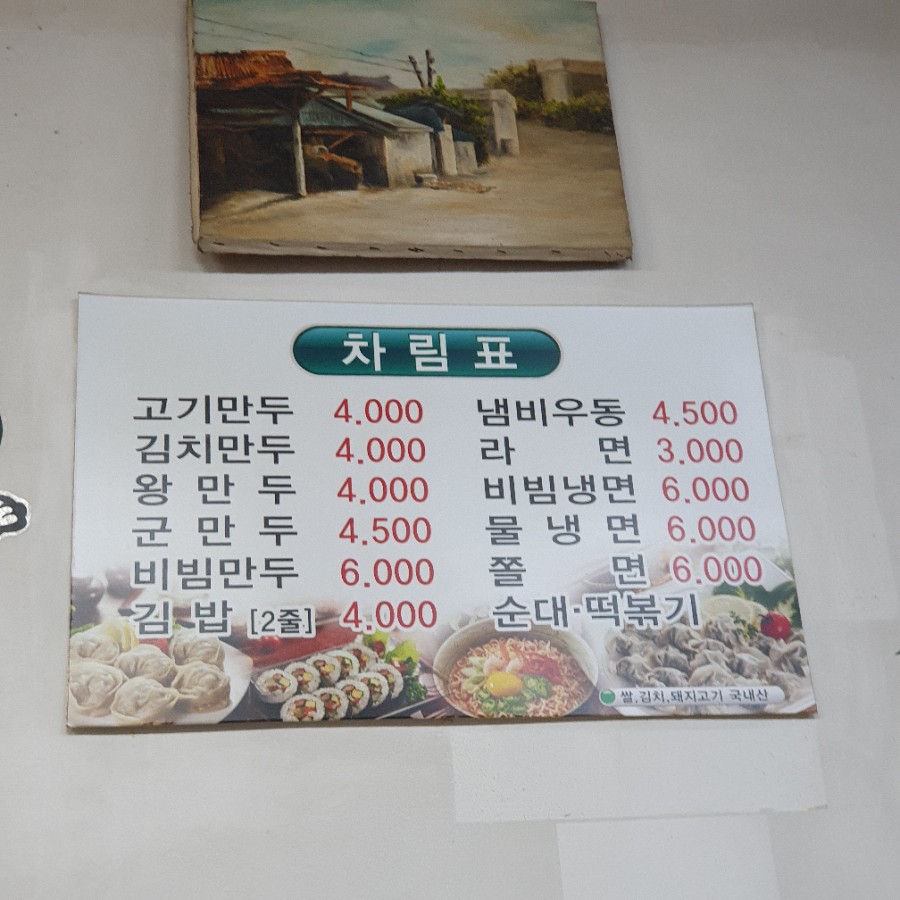 차림표
고기만두 4.000
김치만두 4.000
왕만두 4.000
군만두 4.500
비빔만두 6.000
김밥 [2줄] 4.000
냄비우동 4.500
라면 3.000
비빔냉면 6.000
물냉면 6.000
쫄면 6.000
순대·떡볶기
쌀,김치,돼지고기 국내산